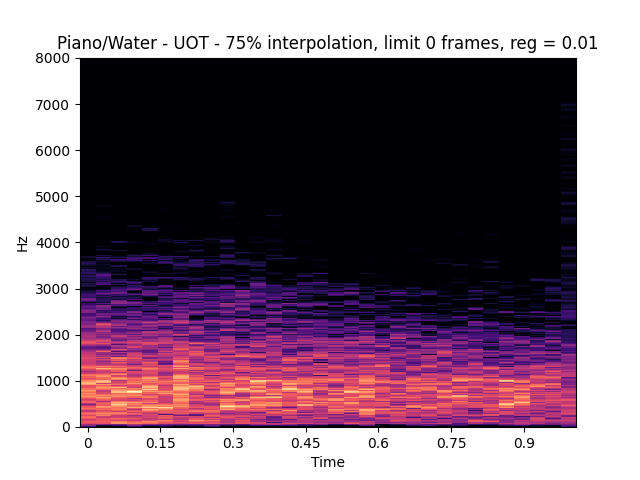 Piano/Water - UOT - 75% interpolation, limit 0 frames, reg = 0.01
8000
7000
6000
5000
4000
3000
2000
1000
0
Hz
0 0.15 0.3 0.45 0.6 0.75 0.9
Time